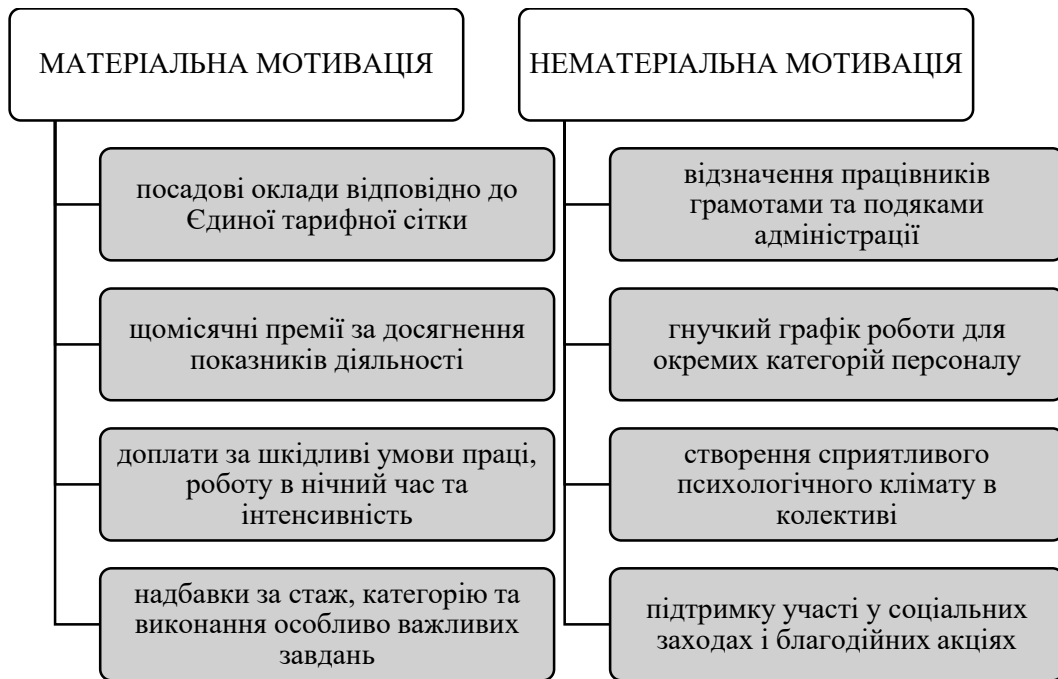 МАТЕРІАЛЬНА МОТИВАЦІЯ
посадові оклади відповідно до
Єдиної тарифної сітки
щомісячні премії за досягнення
показників діяльності
доплати за шкідливі умови праці,
роботу в нічний час та
інтенсивність
надбавки за стаж, категорію та
виконання особливо важливих
завдань
НЕМАТЕРІАЛЬНА МОТИВАЦІЯ
відзначення працівників
грамотами та подяками
адміністрації
гнучкий графік роботи для
окремих категорій персоналу
створення сприятливого
психологічного клімату в
колективі
підтримку участі у соціальних
заходах і благодійних акціях